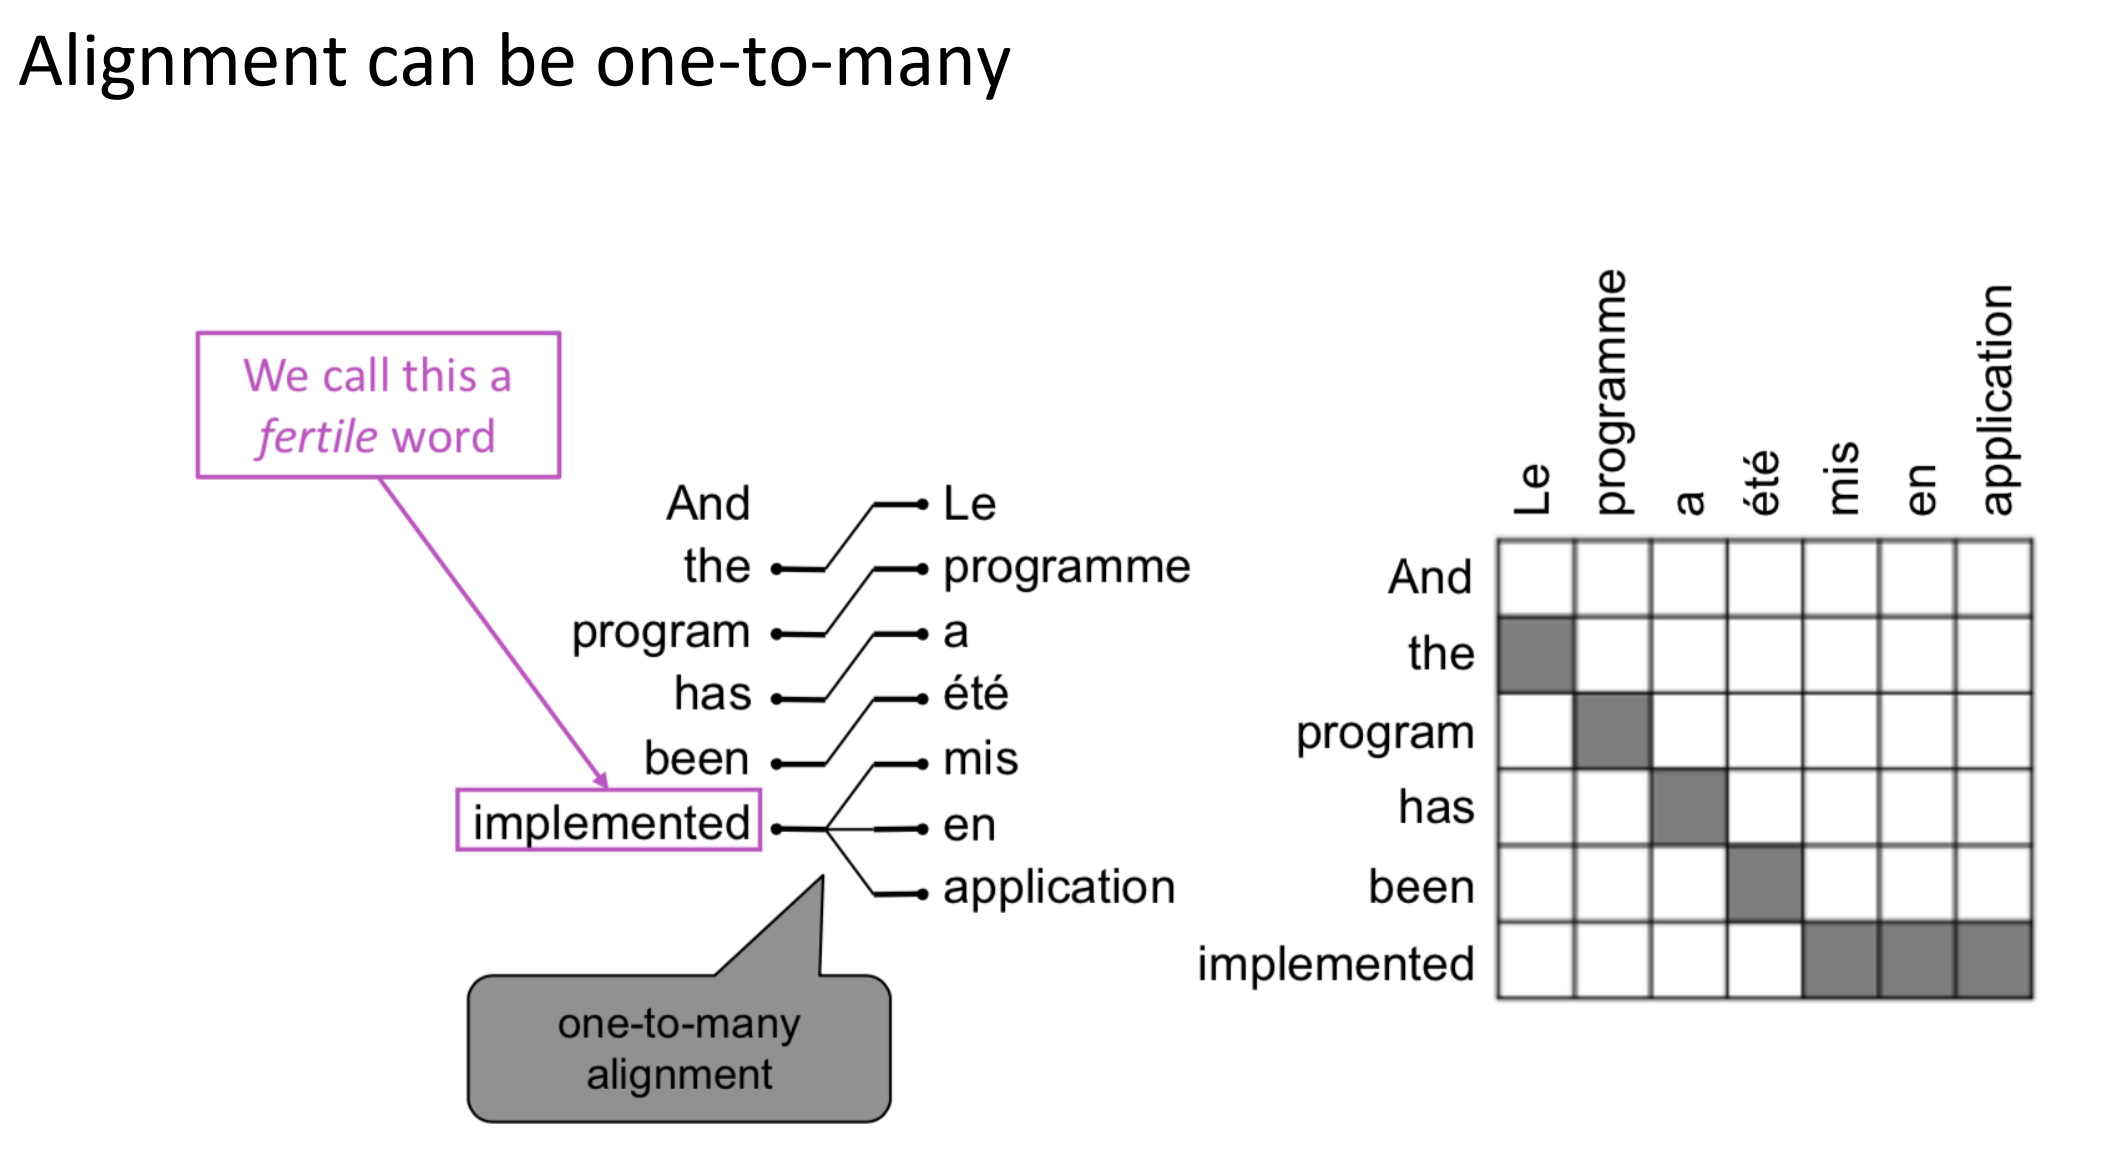 Alignment can be one-to-many
We call this a
fertile word
And
the
program
has
been
implemented
Le
programme
a
été
mis
en
application
one-to-many
alignment
Le
programme
a
été
mis
en
application
And
the
program
has
been
implemented